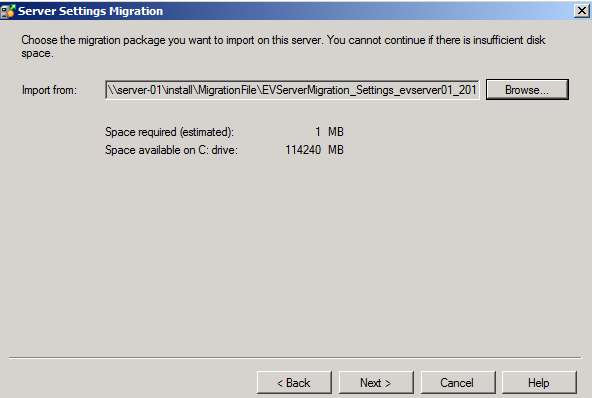 Server Settings Migration
Choose the migration package you want to import on this server. You cannot continue if there is insufficient disk
space.
Import from: \\server-01\install\MigrationFile\EVServerMigration_Settings_evserver01_201 Browse...
Space required (estimated): 1 MB
Space available on C: drive: 114240 MB
< Back Next > Cancel Help